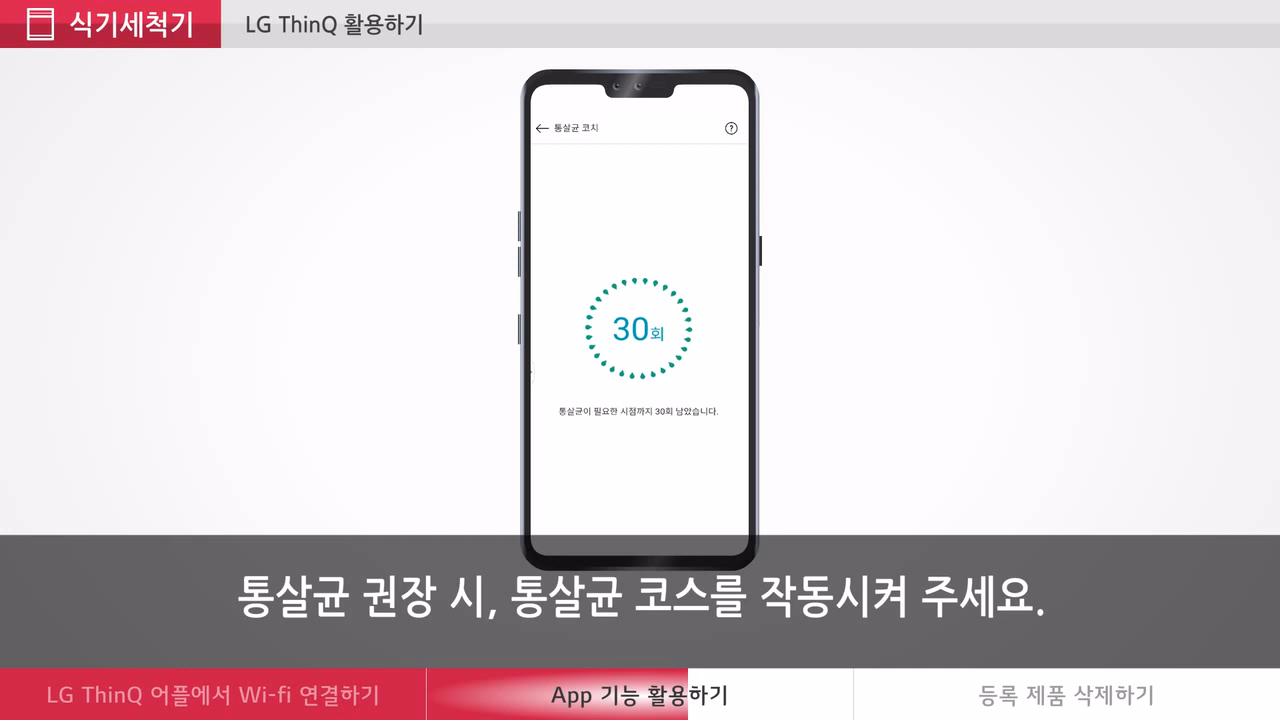 식기세척기
LG ThinQ 활용하기
통살균 코치
30회
통살균이 필요한 시점까지 30회 남았습니다.
통살균 권장 시, 통살균 코스를 작동시켜 주세요.
LG ThinQ 어플에서 Wi-fi 연결하기
App 기능 활용하기
등록 제품 삭제하기